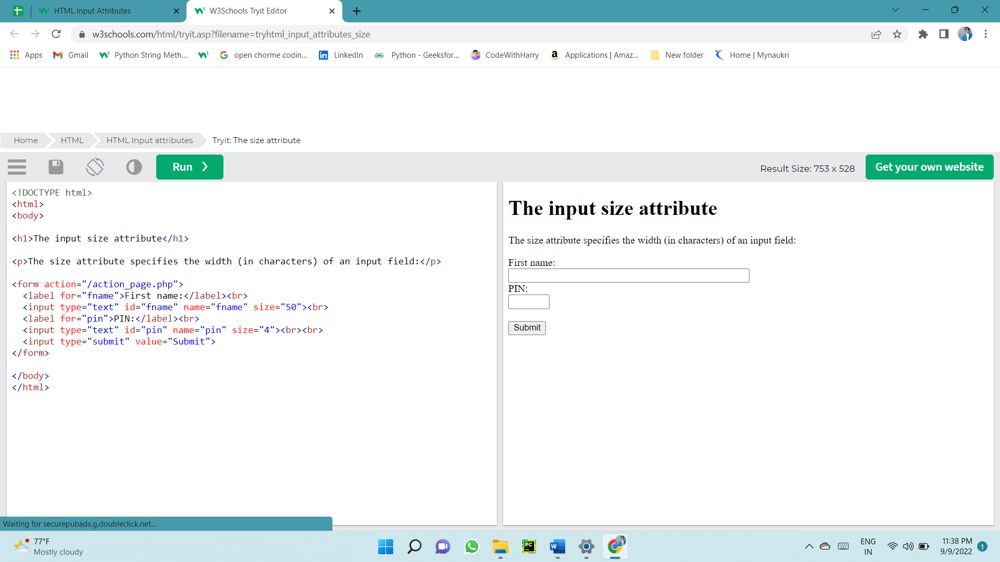 HTML Input Attributes
W3Schools Tryit Editor
w3schools.com/html/tryit.asp?filename=tryhtml_input_attributes_size
Apps Gmail Python String Meth... open chorme codin... LinkedIn Python - Geeksfor... CodeWithHarry Applications | Amaz... New folder Home | Mynaukri
Home HTML HTML Input attributes Tryit: The size attribute
Run ❯
Result Size: 753 x 528
Get your own website
<!DOCTYPE html>
<html>
<body>
<h1>The input size attribute</h1>
<p>The size attribute specifies the width (in characters) of an input field:</p>
<form action="/action_page.php">
<label for="fname">First name:</label><br>
<input type="text" id="fname" name="fname" size="50"><br>
<label for="pin">PIN:</label><br>
<input type="text" id="pin" name="pin" size="4"><br><br>
<input type="submit" value="Submit">
</form>
</body>
</html>
The input size attribute
The size attribute specifies the width (in characters) of an input field:
First name:
PIN:
Submit
Waiting for securepubads.g.doubleclick.net...
77°F
Mostly cloudy
PC
W
ENG
IN
11:38 PM
9/9/2022
1